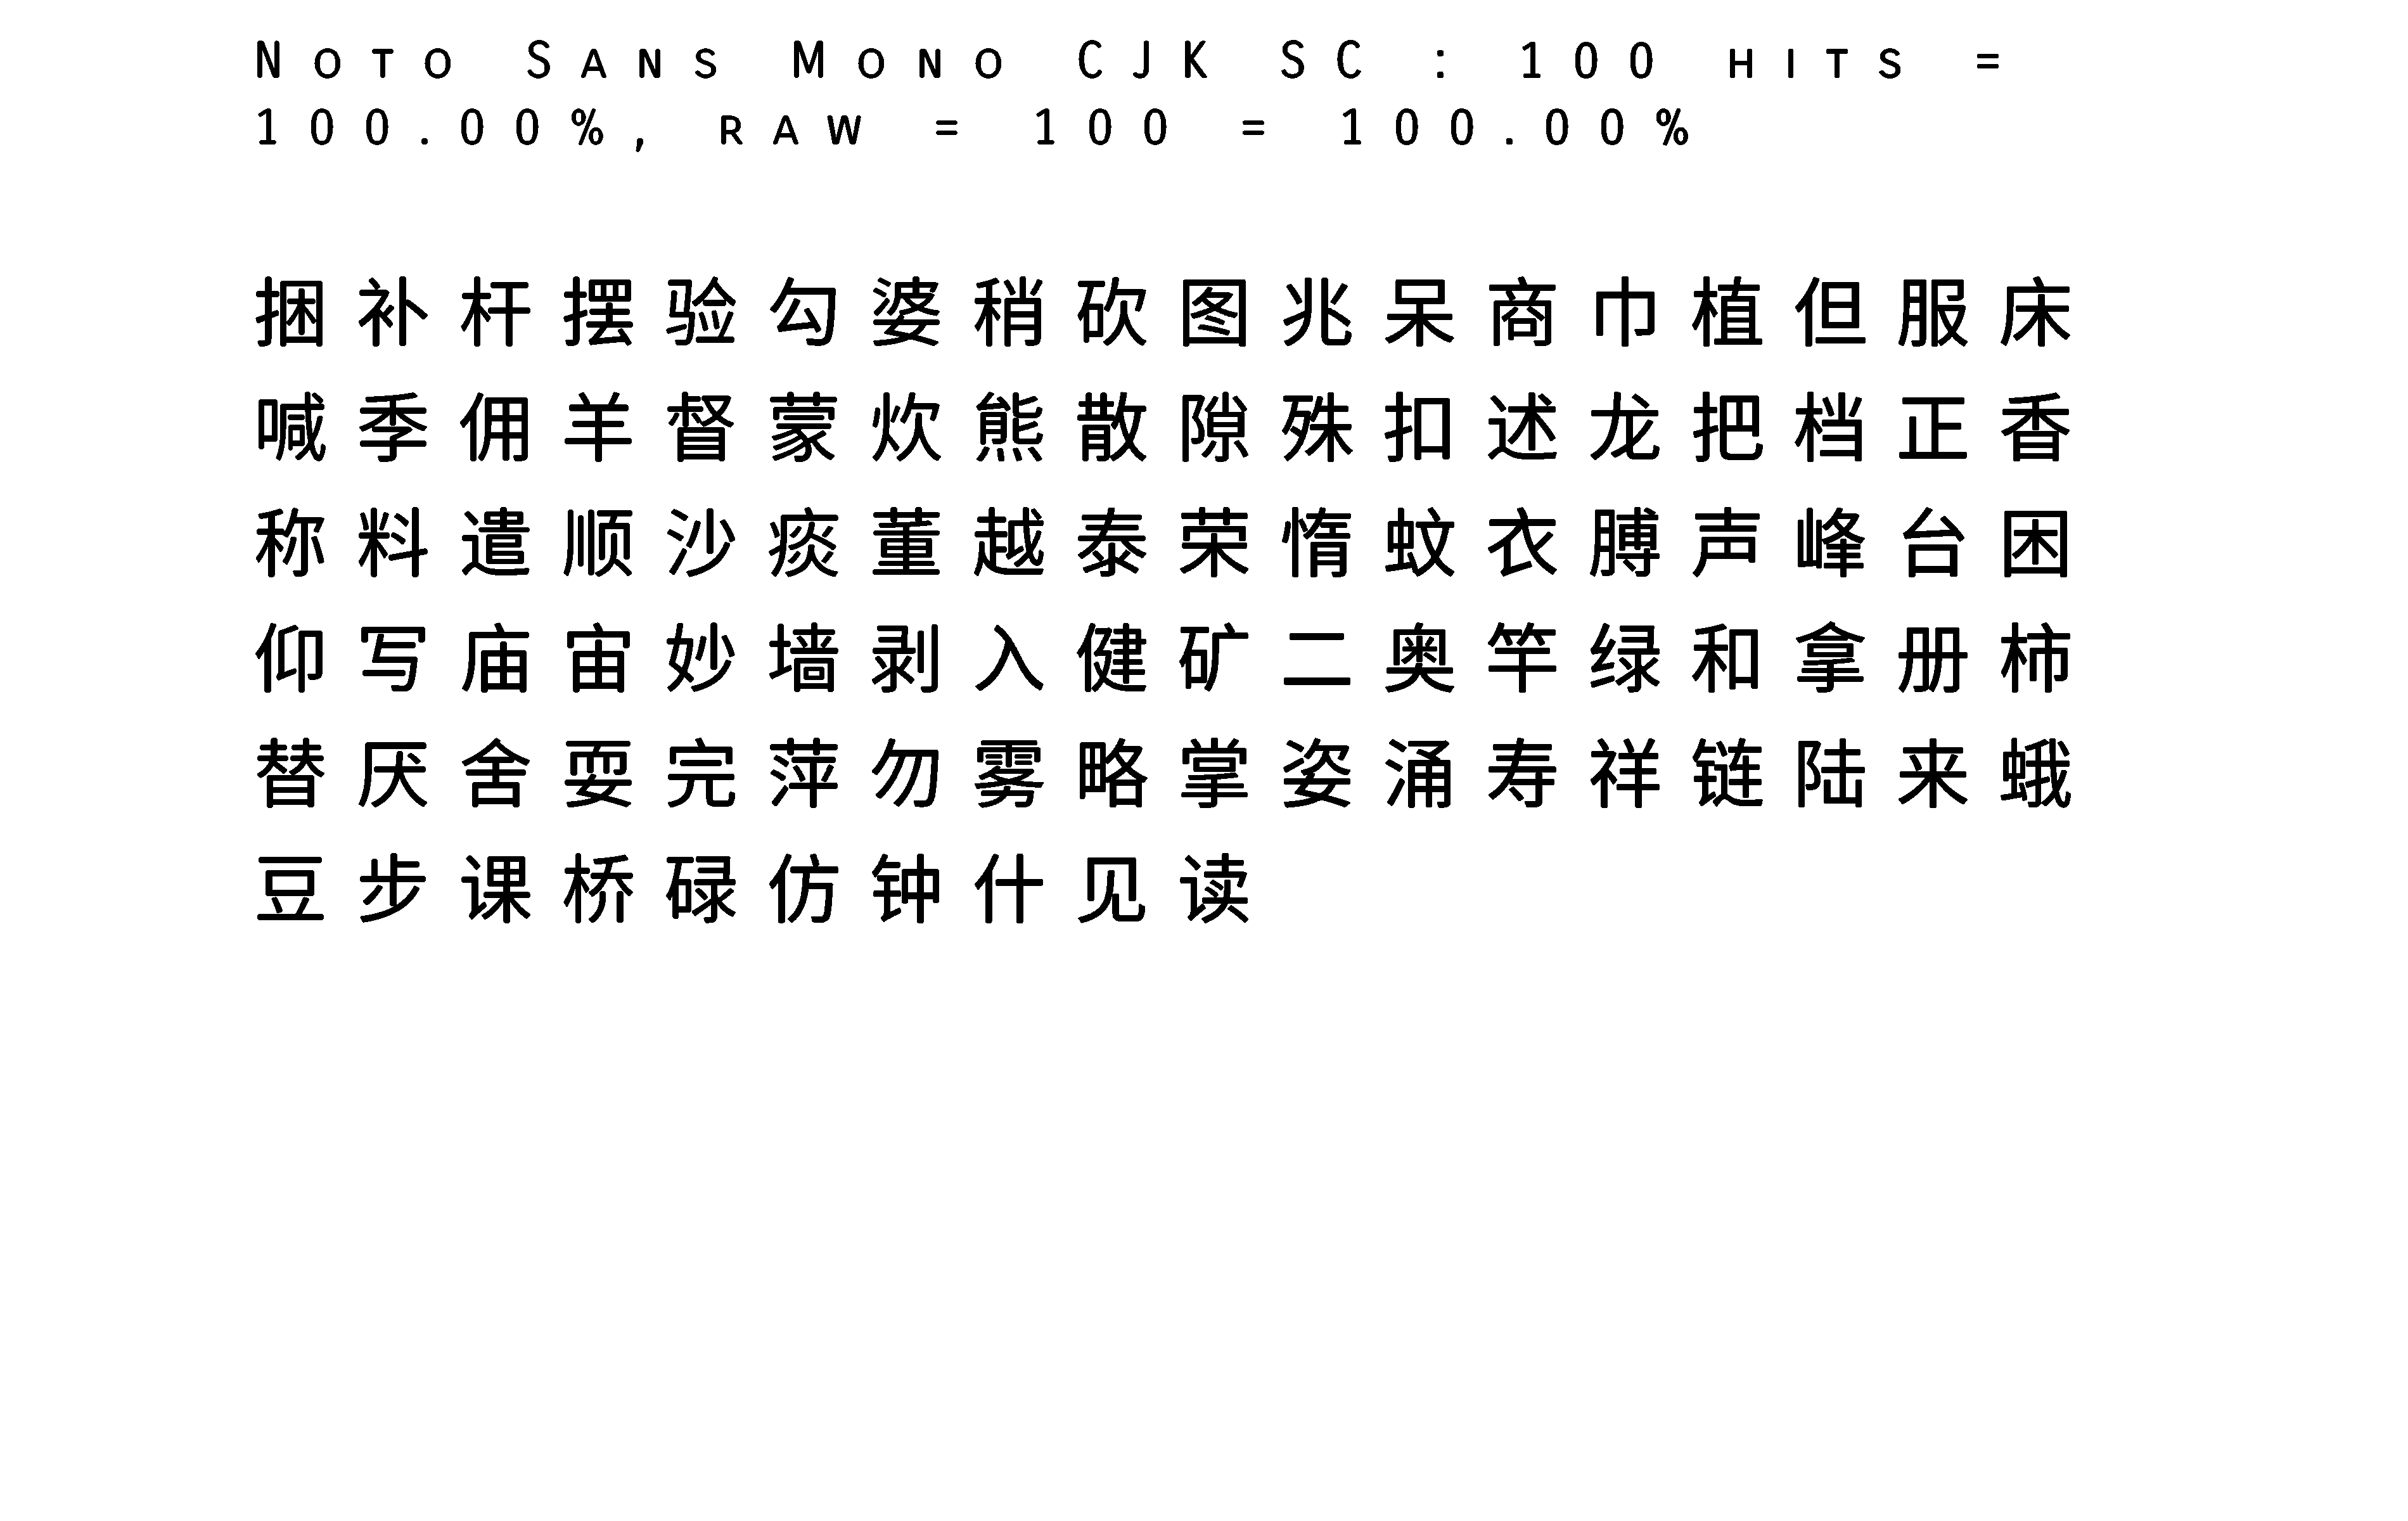 Noto Sans Mono CJK SC : 100 hits =
100.00%, raw = 100 = 100.00%
捆补杆摆验勾婆稍砍图兆呆商巾植但服床
喊季佣羊督蒙炊熊散隙殊扣述龙把档正香
称料遣顺沙痰董越泰荣惰蚊衣膊声峰台困
仰写庙宙妙墙剥入健矿二奥竿绿和拿册柿
替厌舍耍完萍勿雾略掌姿涌寿祥链陆来蛾
豆步课桥碌仿钟什见读